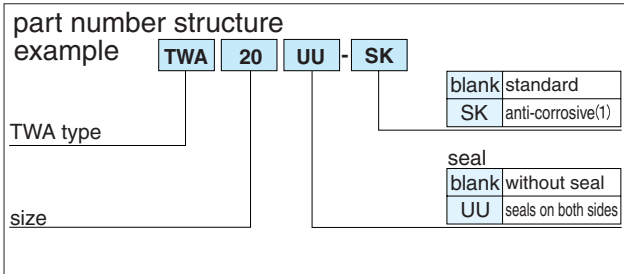 part number structure
example TWA 20 UU - SK
blank standard
SK anti-corrosive(1)
TWA type
seal
blank without seal
UU seals on both sides
size